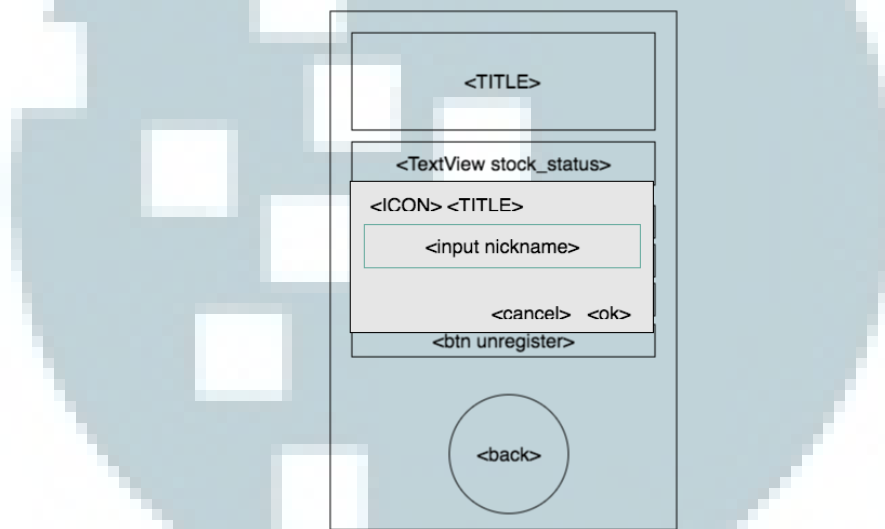 <TITLE>
<TextView stock_status>
<ICON> <TITLE>
<input nickname>
<cancel> <ok>
<btn unregister>
<back>